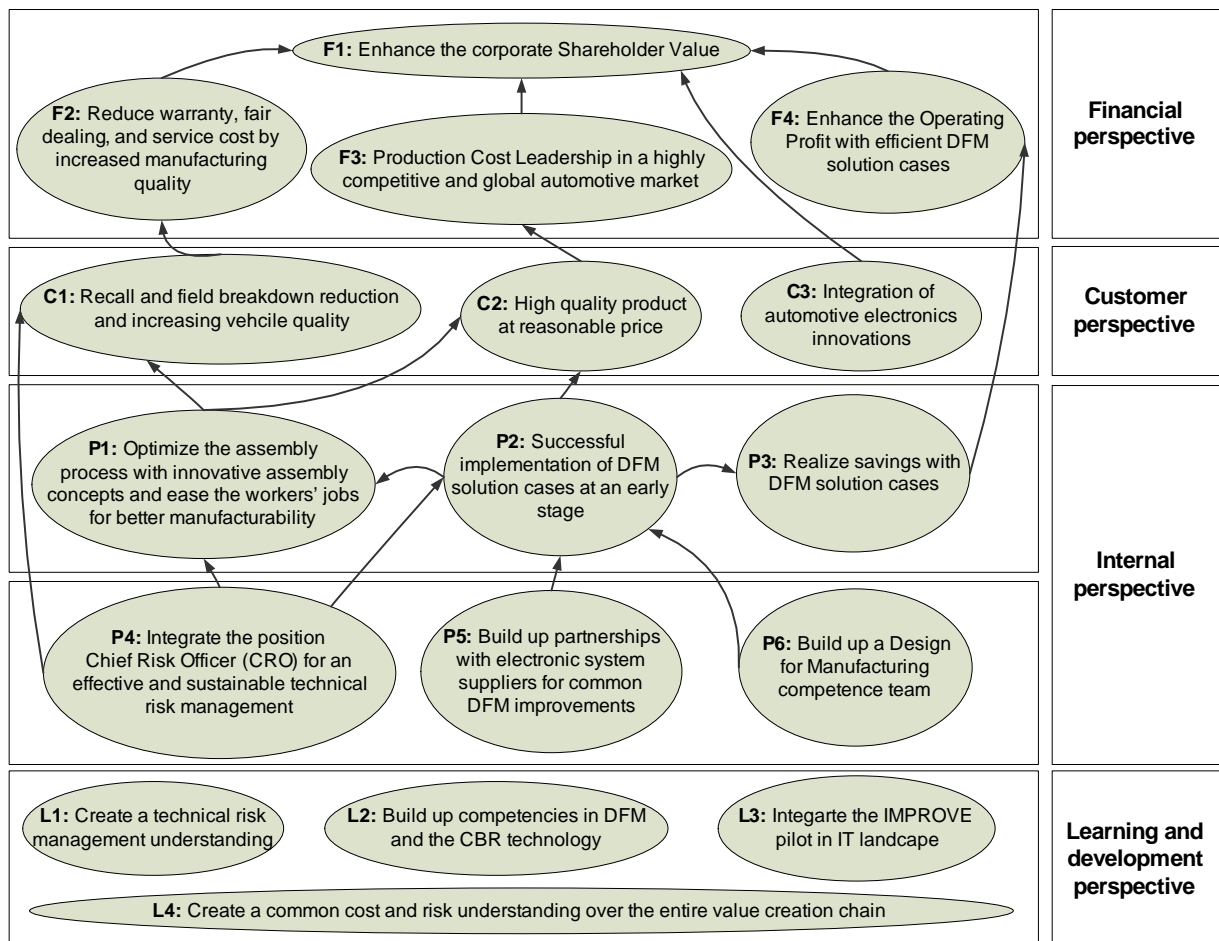 F1: Enhance the corporate Shareholder Value
F2: Reduce warranty, fair
dealing, and service cost by
increased manufacturing
quality
F3: Production Cost Leadership in a highly
competitive and global automotive market
F4: Enhance the Operating
Profit with efficient DFM
solution cases
Financial
perspective
C1: Recall and field breakdown reduction
and increasing vehcile quality
C2: High quality product
at reasonable price
C3: Integration of
automotive electronics
innovations
Customer
perspective
P1: Optimize the assembly
process with innovative assembly
concepts and ease the workers' jobs
for better manufacturability
P2: Successful
implementation of DFM
solution cases at an early
stage
P3: Realize savings with
DFM solution cases
P4: Integrate the position
Chief Risk Officer (CRO) for an
effective and sustainable technical
risk management
P5: Build up partnerships
with electronic system
suppliers for common
DFM improvements
P6: Build up a Design
for Manufacturing
competence team
Internal
perspective
L1: Create a technical risk
management understanding
L2: Build up competencies in DFM
and the CBR technology
L3: Integarte the IMPROVE
pilot in IT landscape
L4: Create a common cost and risk understanding over the entire value creation chain
Learning and
development
perspective